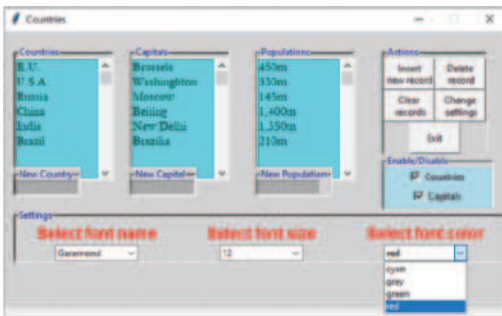 Countries
Countries Capitals Populations Actions
E.U. Brussels 450m
U.S.A. Washinghton 330m
Russia Moscow 145m
China Beijing 1,400m
India New Delhi 1,350m
Brazil Brazilia 210m
Insert new record Delete record
Clear records Change settings
Exit
Enable/Disable
Countries
Capitals
New Country New Capital New Population
Settings
Select font name Select font size Select font color
Garamond 12 red
cyan
grey
green
red